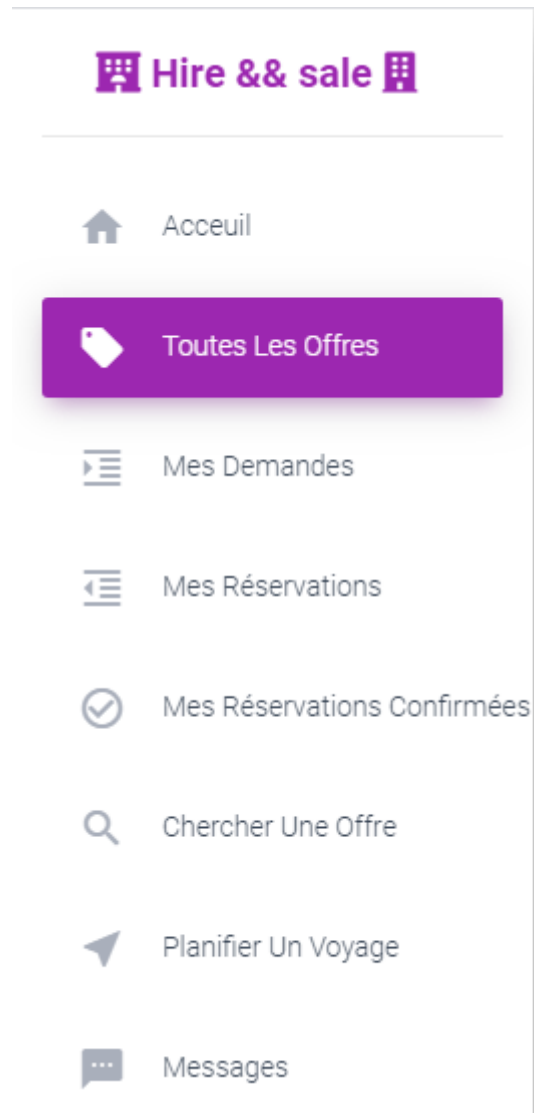 Hire && sale
Acceuil
Toutes Les Offres
Mes Demandes
Mes Réservations
Mes Réservations Confirmées
Chercher Une Offre
Planifier Un Voyage
Messages